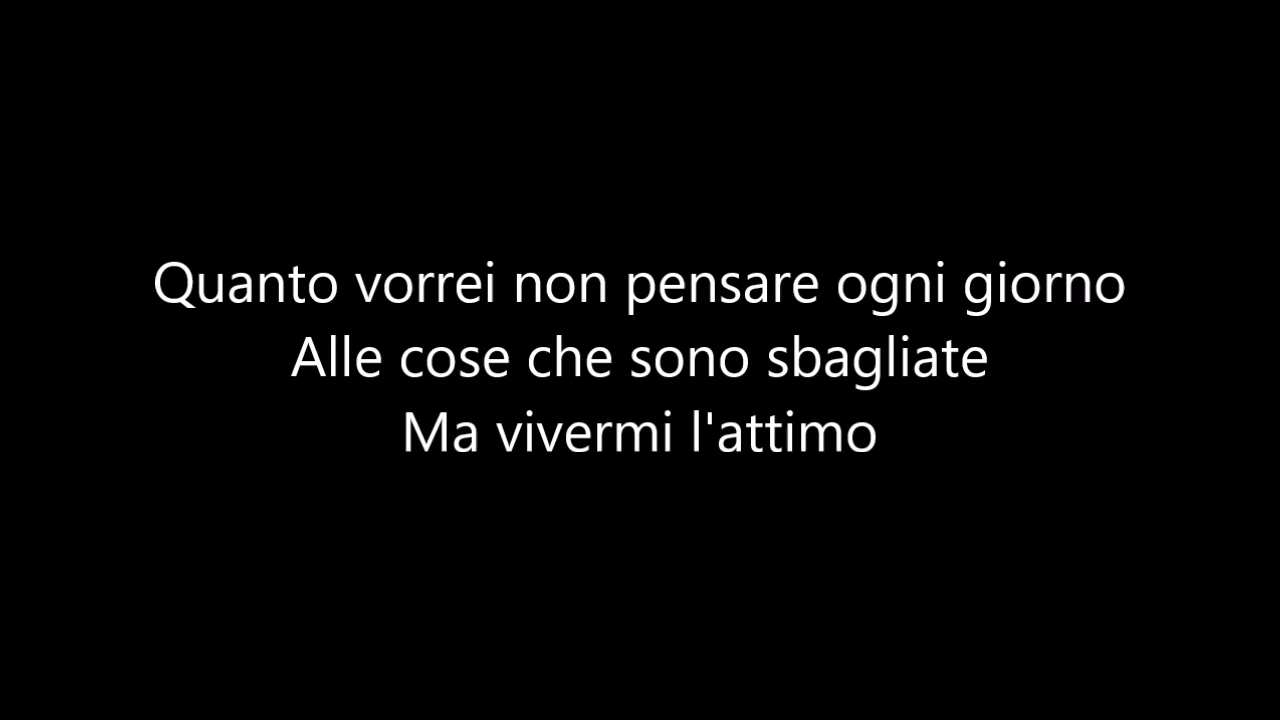 Quanto vorrei non pensare ogni giorno
Alle cose che sono sbagliate
Ma vivermi l'attimo